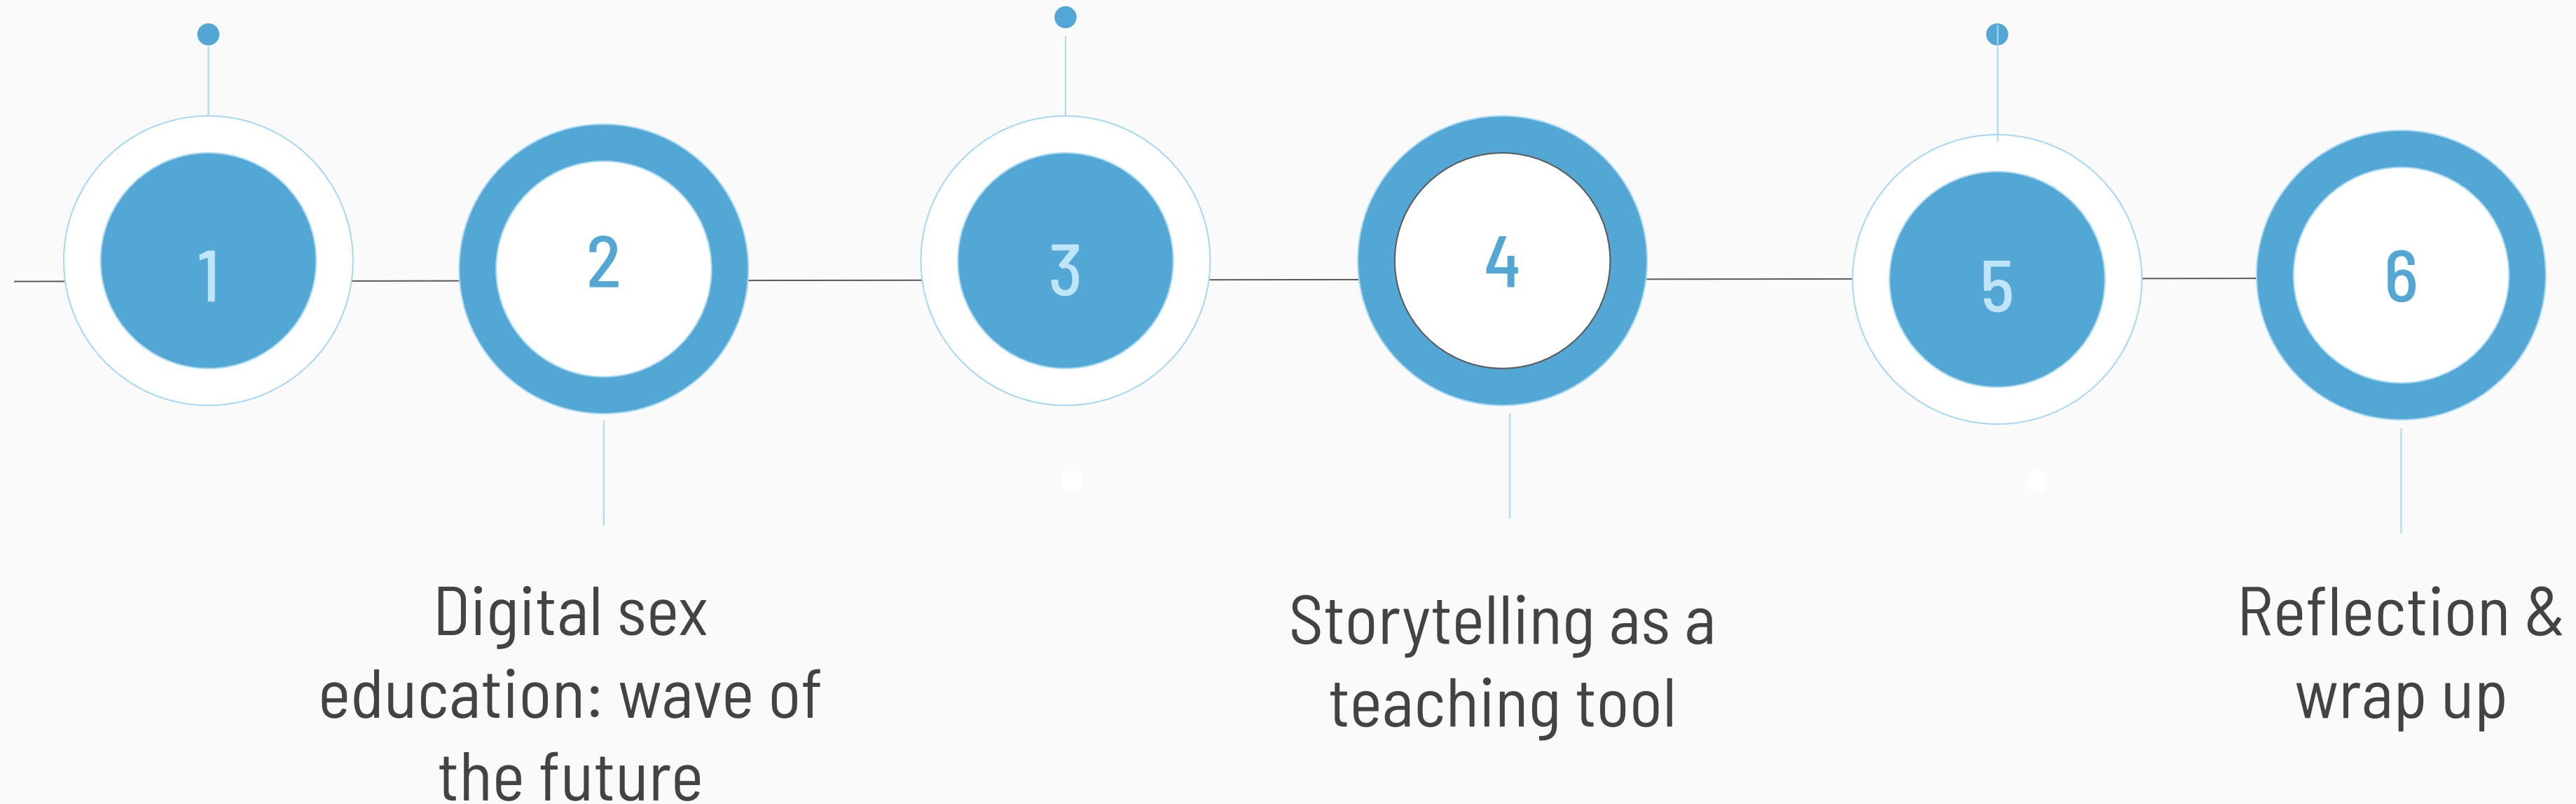 1
2
3
4
5
6
Digital sex
education: wave of
the future
Storytelling as a
teaching tool
Reflection &
wrap up